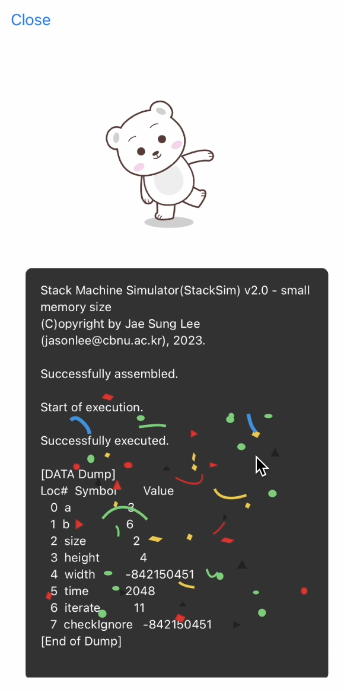 Close
Stack Machine Simulator(StackSim) v2.0 - small
memory size
(C)opyright by Jae Sung Lee
(jasonlee@cbnu.ac.kr), 2023.
Successfully assembled.
Start of execution.
Successfully executed.
[DATA Dump]
Loc# Symbol Value
0 a 3
1 b 6
2 size 2
3 height 4
4 width -842150451
5 time 2048
6 iterate 11
7 checkIgnore -842150451
[End of Dump]